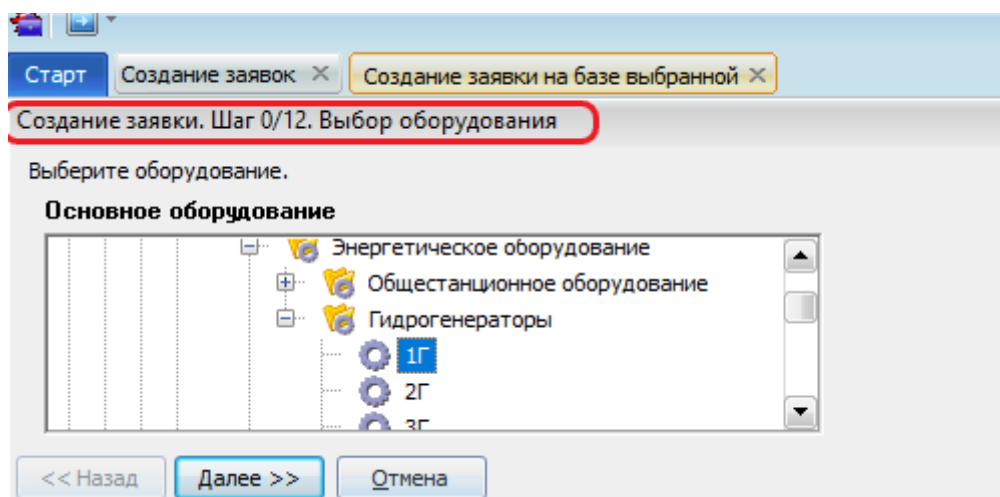 Старт
Создание заявок
Создание заявки на базе выбранной
Создание заявки. Шаг 0/12. Выбор оборудования
Выберите оборудование.
Основное оборудование
Энергетическое оборудование
Общестанционное оборудование
Гидрогенераторы
1Г
2Г
3Г
<< Назад
Далее >>
Отмена